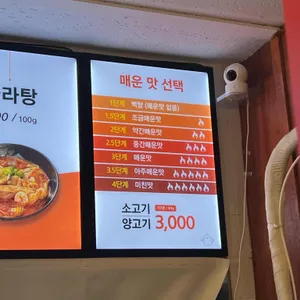 라탕
00 / 100g
매운 맛 선택
1단계 백탕 (매운맛 없음)
1.5단계 조금매운맛
2단계 약간매운맛
2.5단계 중간매운맛
3단계 매운맛
3.5단계 아주매운맛
4단계 미친맛
소고기
양고기 3,000